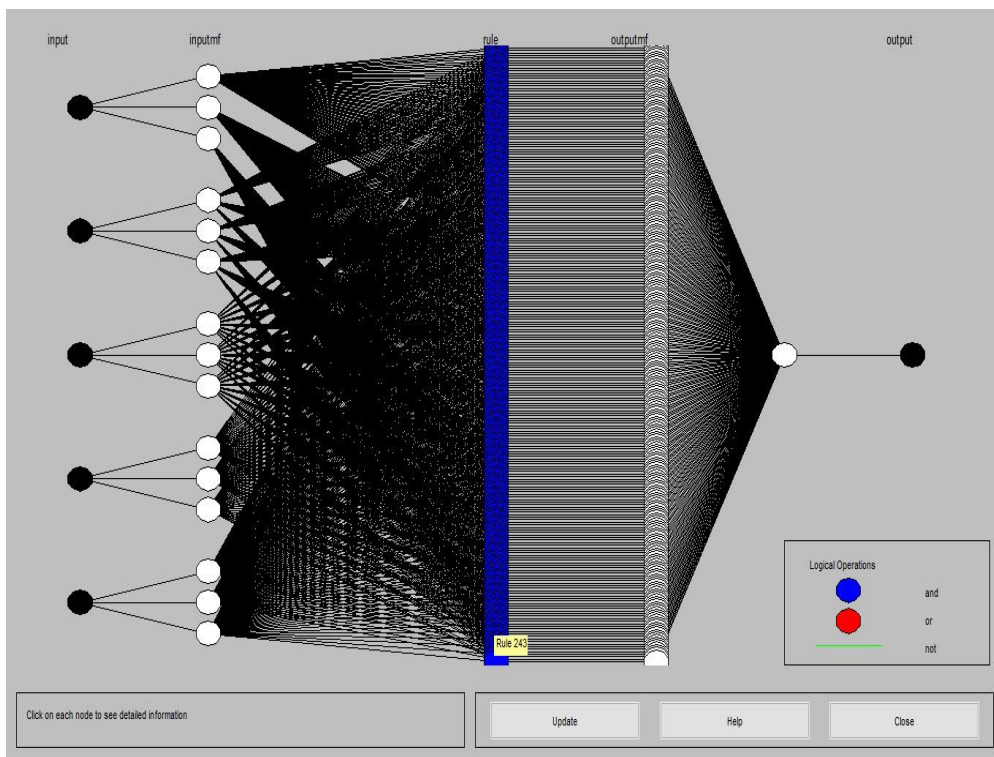 input
inputmf
rule
outputmf
output
Rule 243
Logical Operations
and
or
not
Click on each node to see detailed information
Update
Help
Close